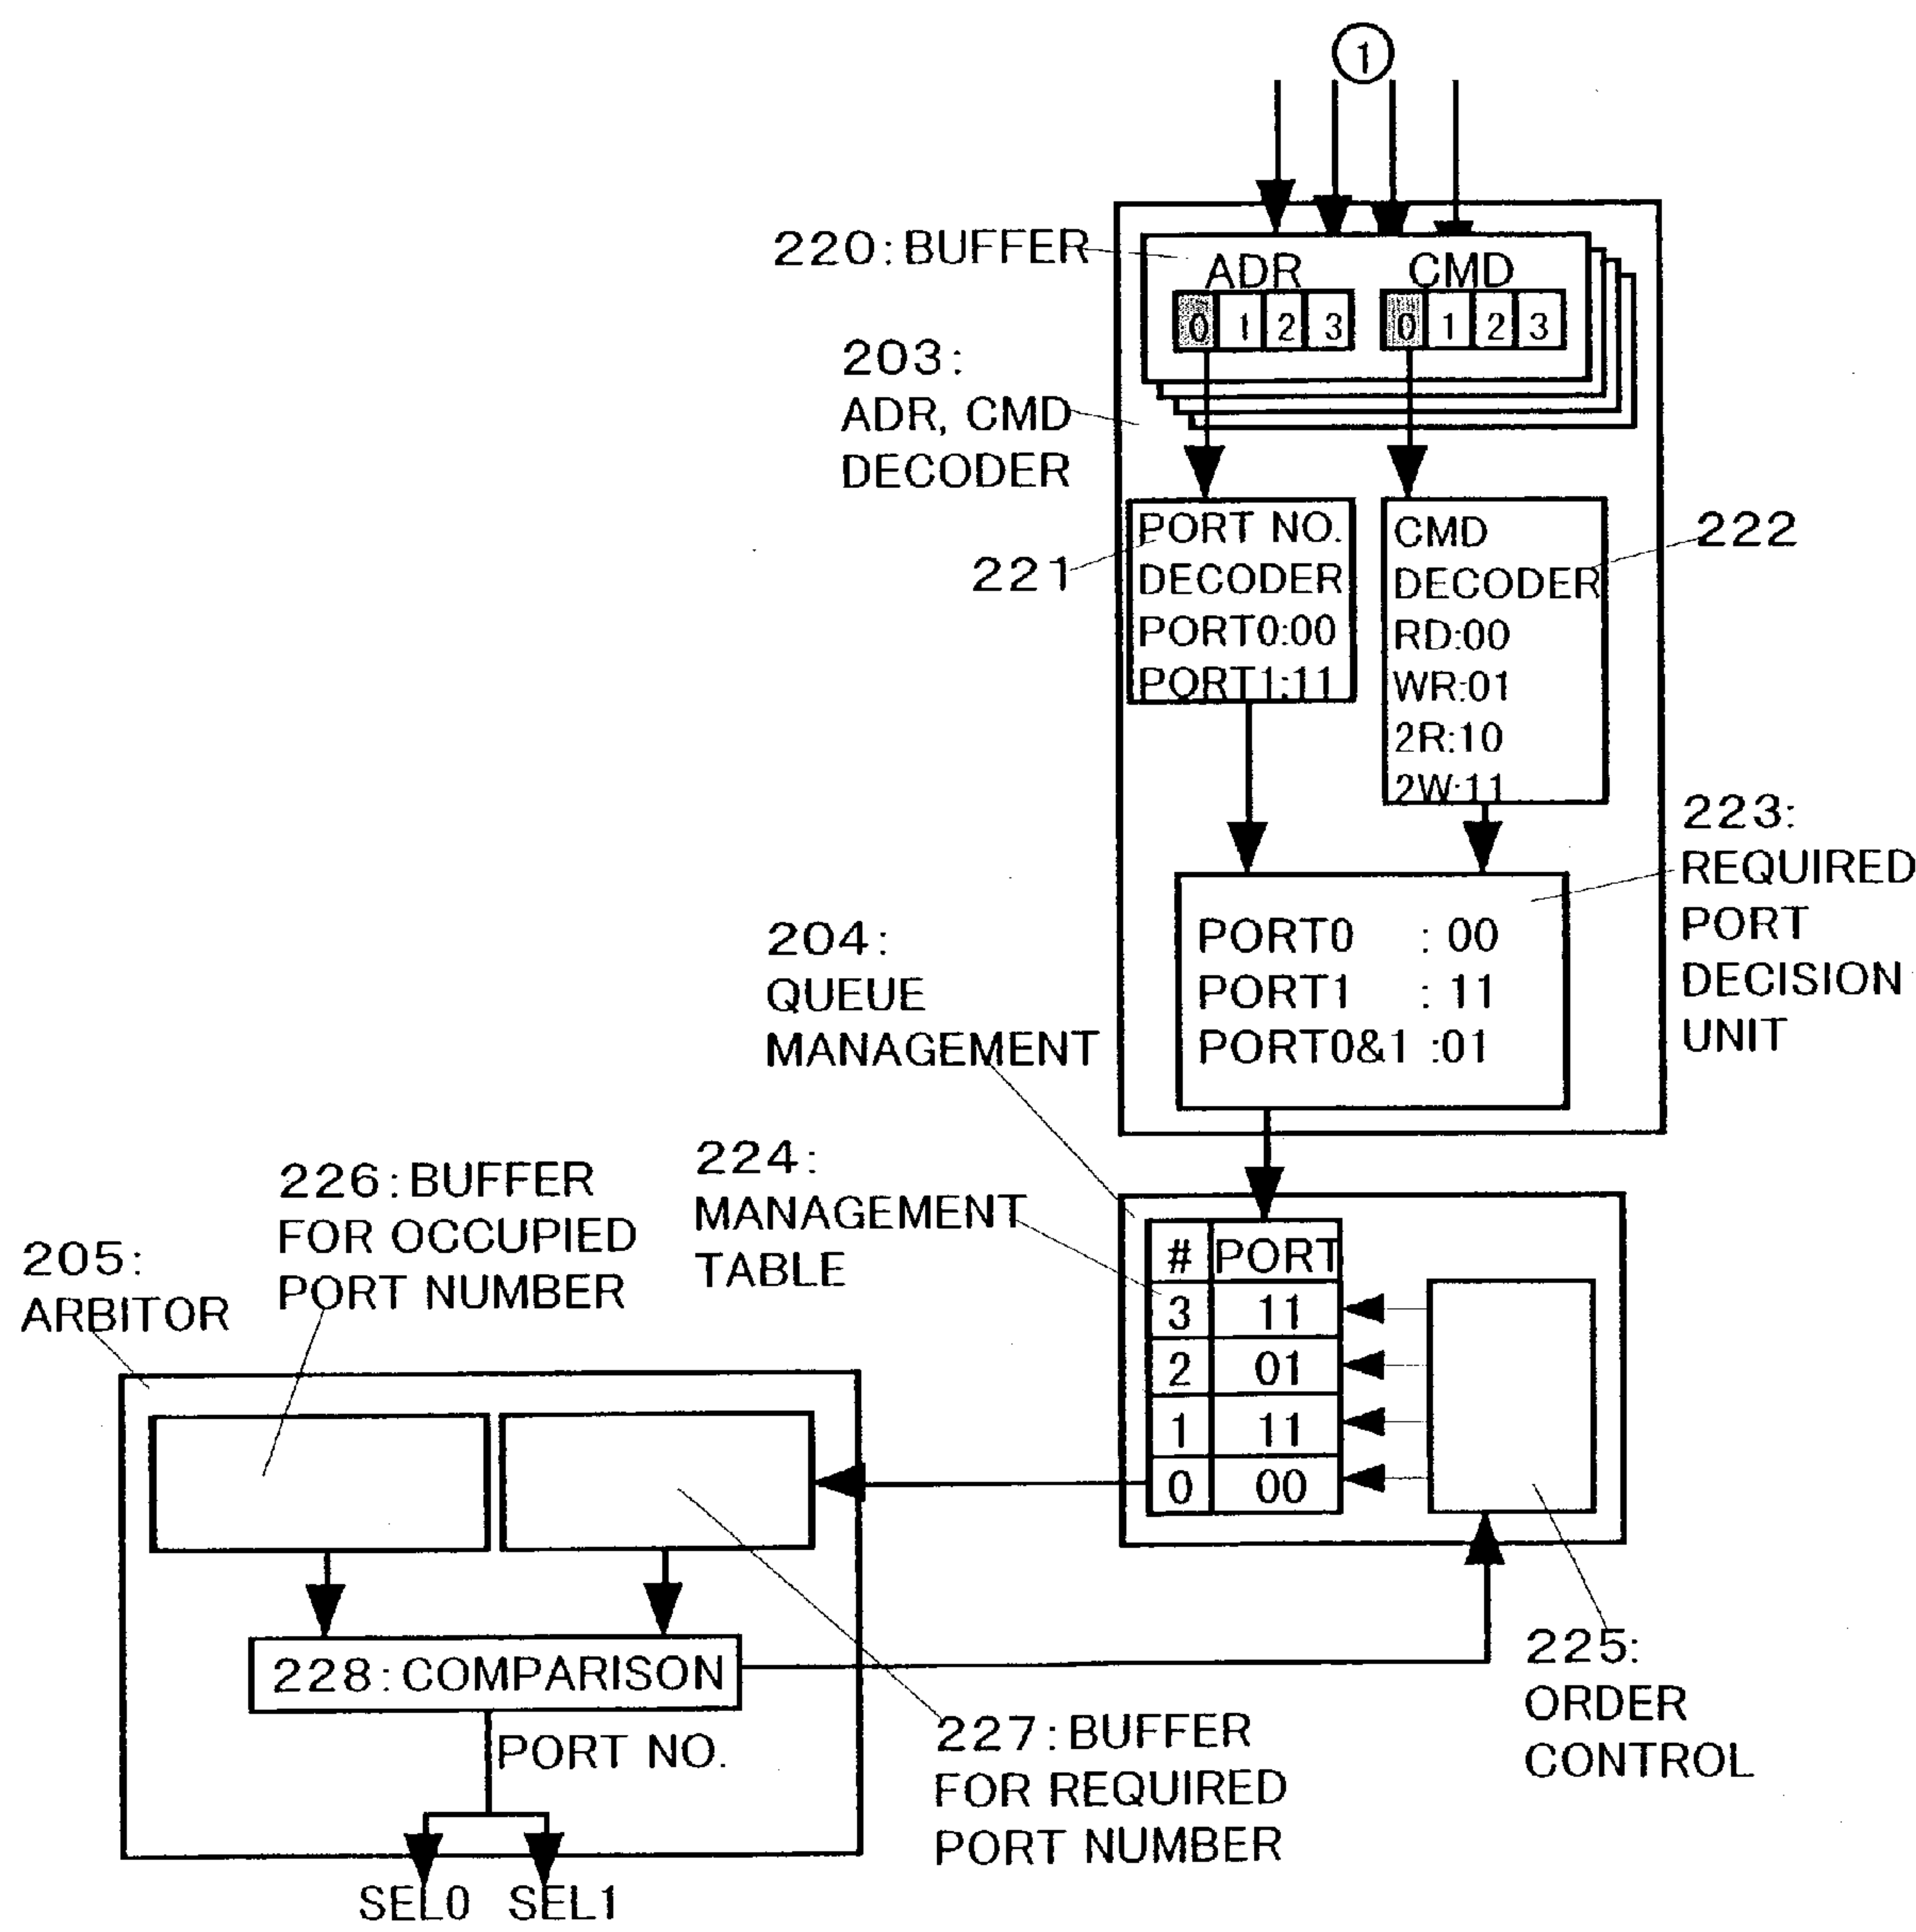 1
220:BUFFER
ADR CMD
0 1 2 3 0 1 2 3
203:
ADR, CMD
DECODER
PORT NO.
DECODER
PORT0:00
PORT1:11
221
CMD
DECODER
RD:00
WR:01
2R:10
2W:11
222
223:
REQUIRED
PORT
DECISION
UNIT
PORT0 :00
PORT1 :11
PORT0&1 :01
204:
QUEUE
MANAGEMENT
224:
MANAGEMENT
TABLE
# PORT
3 11
2 01
1 11
0 00
226:BUFFER
FOR OCCUPIED
PORT NUMBER
205:
ARBITOR
228:COMPARISON
PORT NO.
SEL0 SEL1
227:BUFFER
FOR REQUIRED
PORT NUMBER
225:
ORDER
CONTROL